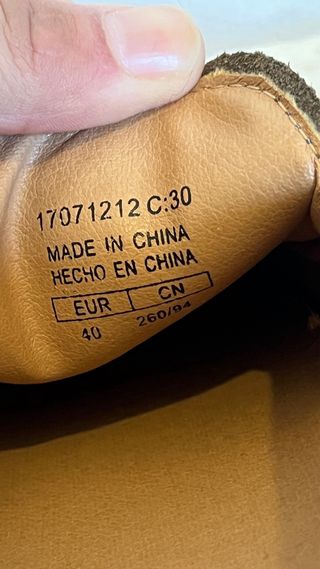 17071212 C:30
MADE IN CHINA
HECHO EN CHINA
EUR CN
40 260/94